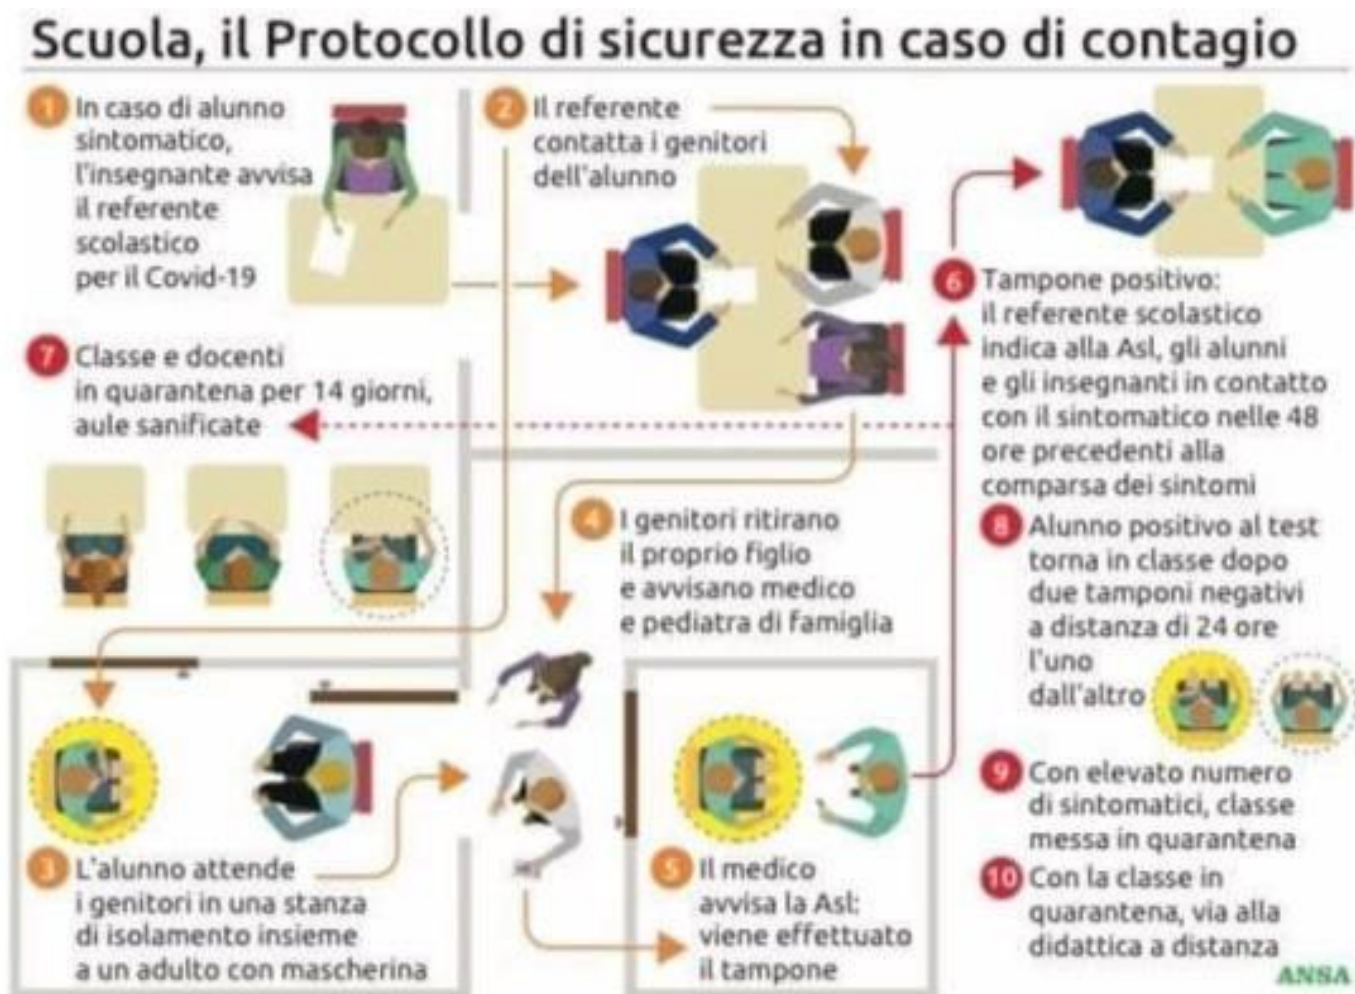 Scuola, il Protocollo di sicurezza in caso di contagio
1 In caso di alunno
sintomatico,
l'insegnante avvisa
il referente
scolastico
per il Covid-19
2 Il referente
contatta i genitori
dell'alunno
3 L'alunno attende
i genitori in una stanza
di isolamento insieme
a un adulto con mascherina
4 I genitori ritirano
il proprio figlio
e avvisano medico
e pediatra di famiglia
5 Il medico
avvisa la Asl:
viene effettuato
il tampone
6 Tampone positivo:
il referente scolastico
indica alla Asl, gli alunni
e gli insegnanti in contatto
con il sintomatico nelle 48
ore precedenti alla
comparsa dei sintomi
7 Classe e docenti
in quarantena per 14 giorni,
aule sanificate
8 Alunno positivo al test
torna in classe dopo
due tamponi negativi
a distanza di 24 ore
l'uno
dall'altro
9 Con elevato numero
di sintomatici, classe
messa in quarantena
10 Con la classe in
quarantena, via alla
didattica a distanza
ANSA